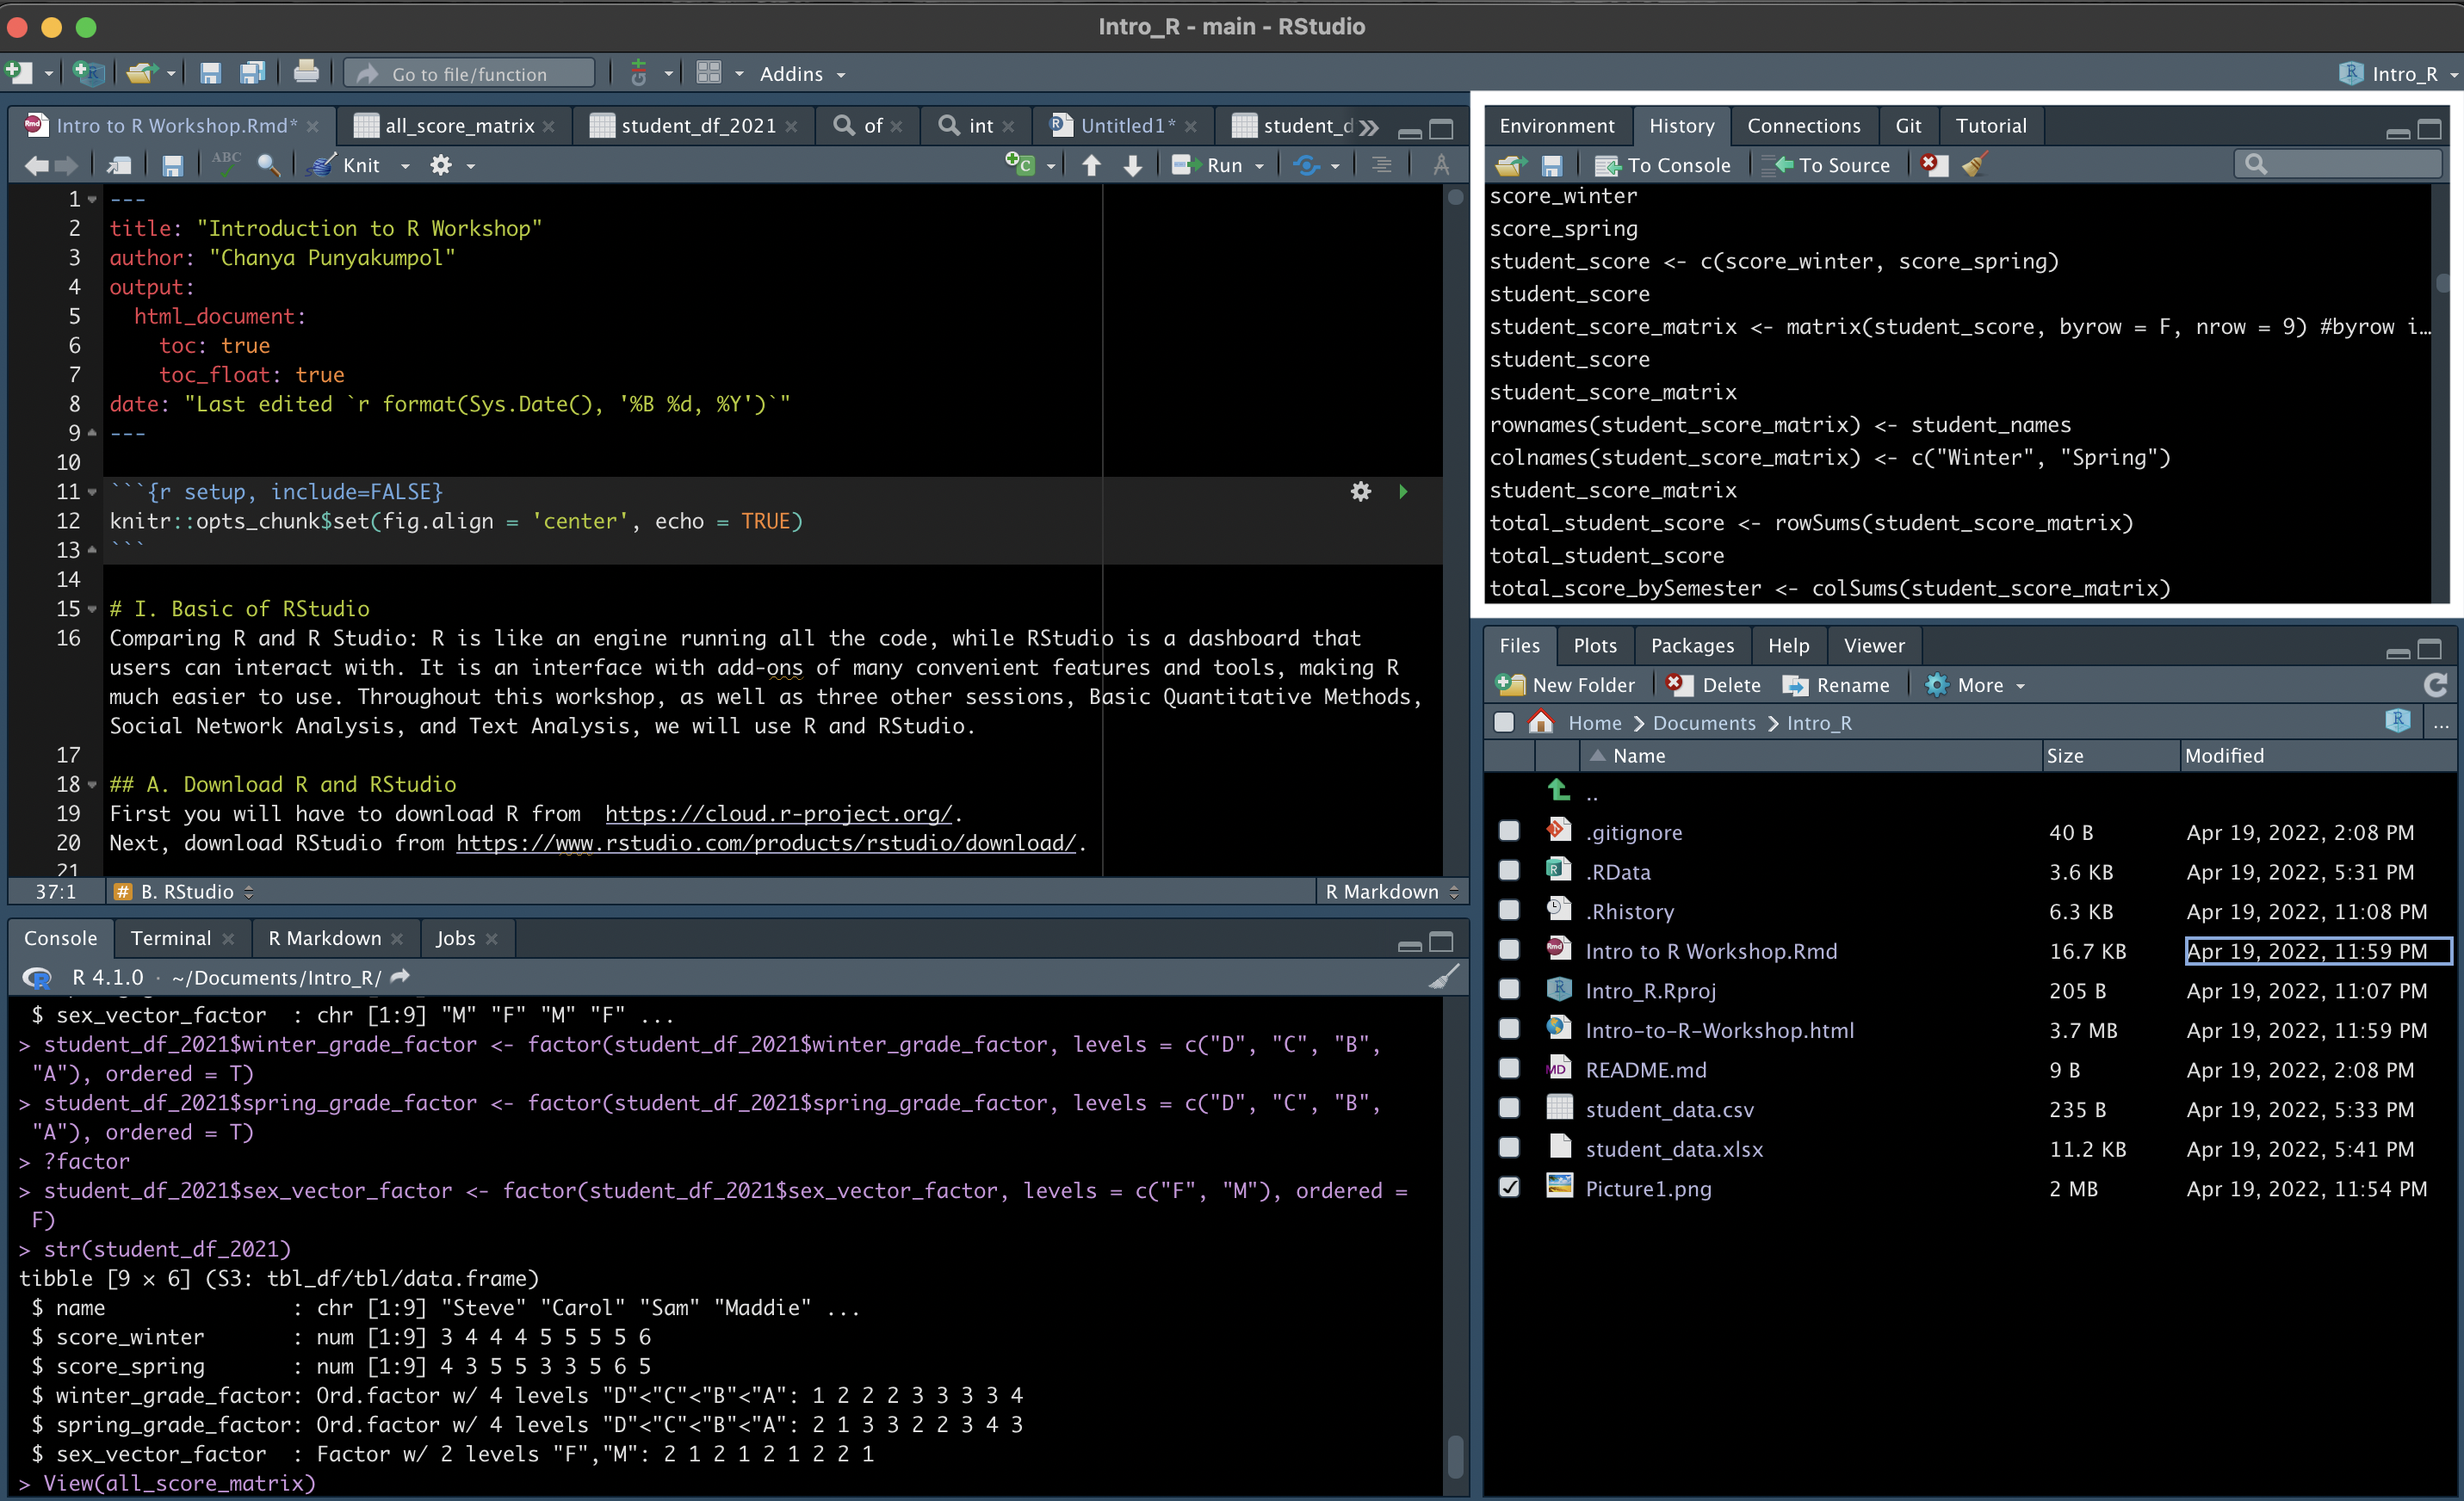 Intro_R - main - RStudio
Go to file/function
Addins
Intro_R
Intro to R Workshop.Rmd*
all_score_matrix
student_df_2021
of
int
Untitled1*
student_d
ABC
Knit
Run
1 ---
2 title: "Introduction to R Workshop"
3 author: "Chanya Punyakumpol"
4 output:
5   html_document:
6     toc: true
7     toc_float: true
8 date: "Last edited `r format(Sys.Date(), '%B %d, %Y')`"
9 ---
10
11 ```{r setup, include=FALSE}
12 knitr::opts_chunk$set(fig.align = 'center', echo = TRUE)
13 ```
14
15 # I. Basic of RStudio
16 Comparing R and R Studio: R is like an engine running all the code, while RStudio is a dashboard that
users can interact with. It is an interface with add-ons of many convenient features and tools, making R
much easier to use. Throughout this workshop, as well as three other sessions, Basic Quantitative Methods,
Social Network Analysis, and Text Analysis, we will use R and RStudio.
17
18 ## A. Download R and RStudio
19 First you will have to download R from  https://cloud.r-project.org/.
20 Next, download RStudio from https://www.rstudio.com/products/rstudio/download/.
21
37:1 # B. RStudio R Markdown
Console Terminal R Markdown Jobs
R 4.1.0 · ~/Documents/Intro_R/
$ sex_vector_factor  : chr [1:9] "M" "F" "M" "F" ...
> student_df_2021$winter_grade_factor <- factor(student_df_2021$winter_grade_factor, levels = c("D", "C", "B",
"A"), ordered = T)
> student_df_2021$spring_grade_factor <- factor(student_df_2021$spring_grade_factor, levels = c("D", "C", "B",
"A"), ordered = T)
> ?factor
> student_df_2021$sex_vector_factor <- factor(student_df_2021$sex_vector_factor, levels = c("F", "M"), ordered =
F)
> str(student_df_2021)
tibble [9 × 6] (S3: tbl_df/tbl/data.frame)
$ name               : chr [1:9] "Steve" "Carol" "Sam" "Maddie" ...
$ score_winter       : num [1:9] 3 4 4 4 5 5 5 5 6
$ score_spring       : num [1:9] 4 3 5 5 3 3 5 6 5
$ winter_grade_factor: Ord.factor w/ 4 levels "D"<"C"<"B"<"A": 1 2 2 2 3 3 3 3 4
$ spring_grade_factor: Ord.factor w/ 4 levels "D"<"C"<"B"<"A": 2 1 3 3 2 2 3 4 3
$ sex_vector_factor  : Factor w/ 2 levels "F","M": 2 1 2 1 2 1 2 2 1
> View(all_score_matrix)
Environment History Connections Git Tutorial
To Console To Source
score_winter
score_spring
student_score <- c(score_winter, score_spring)
student_score
student_score_matrix <- matrix(student_score, byrow = F, nrow = 9) #byrow i…
student_score
student_score_matrix
rownames(student_score_matrix) <- student_names
colnames(student_score_matrix) <- c("Winter", "Spring")
student_score_matrix
total_student_score <- rowSums(student_score_matrix)
total_student_score
total_score_bySemester <- colSums(student_score_matrix)
Files Plots Packages Help Viewer
New Folder Delete Rename More
Home > Documents > Intro_R ...
Name Size Modified
..
.gitignore 40 B Apr 19, 2022, 2:08 PM
.RData 3.6 KB Apr 19, 2022, 5:31 PM
.Rhistory 6.3 KB Apr 19, 2022, 11:08 PM
Intro to R Workshop.Rmd 16.7 KB Apr 19, 2022, 11:59 PM
Intro_R.Rproj 205 B Apr 19, 2022, 11:07 PM
Intro-to-R-Workshop.html 3.7 MB Apr 19, 2022, 11:59 PM
README.md 9 B Apr 19, 2022, 2:08 PM
student_data.csv 235 B Apr 19, 2022, 5:33 PM
student_data.xlsx 11.2 KB Apr 19, 2022, 5:41 PM
Picture1.png 2 MB Apr 19, 2022, 11:54 PM